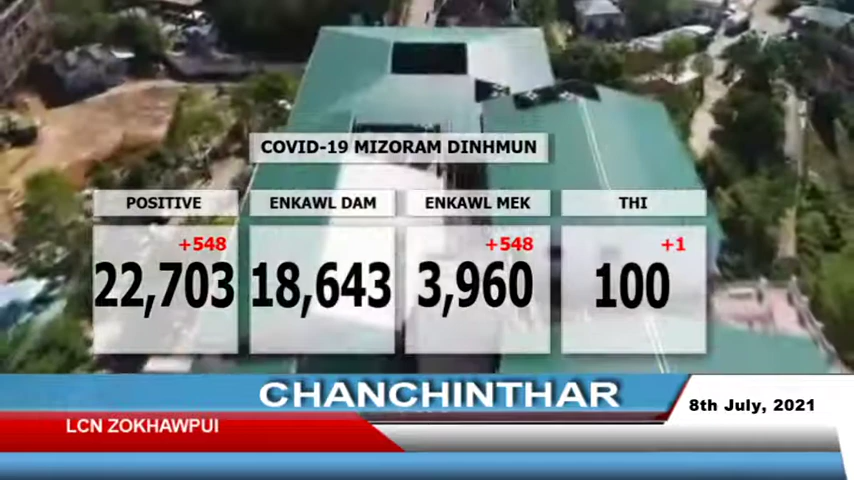 COVID-19 MIZORAM DINHMUN
POSITIVE
ENKAWL DAM
ENKAWL MEK
THI
+548
22,703
18,643
+548
3,960
+1
100
CHANCHINTHAR
8th July, 2021
LCN ZOKHAWPUI